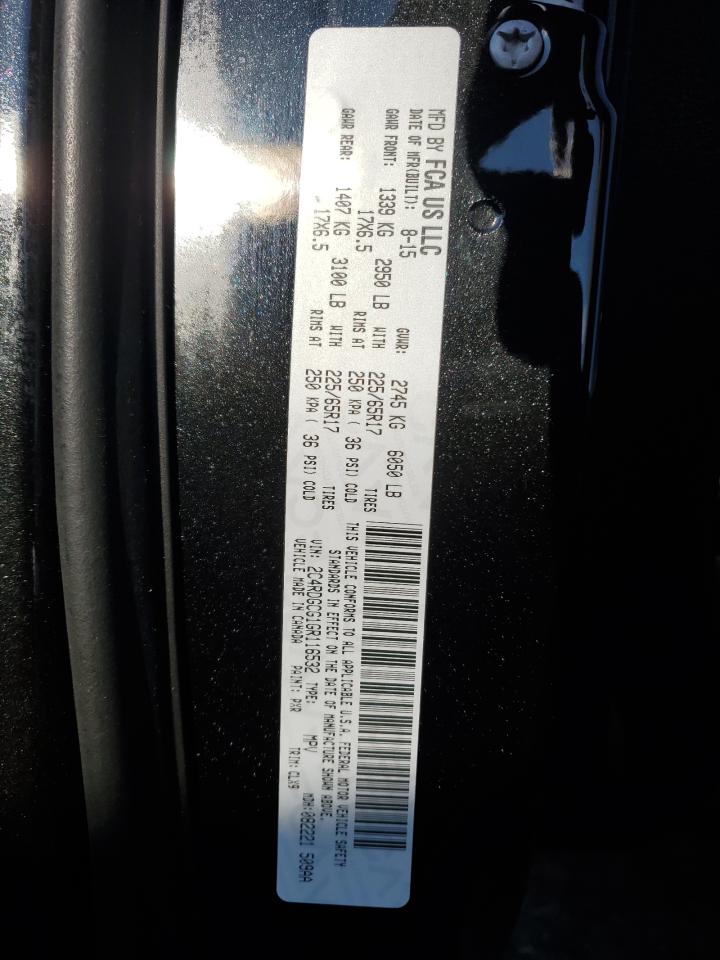 MFD BY FCA US LLC
DATE OF MFR(BUILT): 8-15 GVWR: 2745 KG 6050 LB
GAWR FRONT: 1339 KG 2950 LB WITH 225/65R17 TIRES
17X6.5 RIMS AT 250 KPA ( 36 PSI) COLD
GAWR REAR: 1407 KG 3100 LB WITH 225/65R17 TIRES
17X6.5 RIMS AT 250 KPA ( 36 PSI) COLD
THIS VEHICLE CONFORMS TO ALL APPLICABLE U.S.A. FEDERAL MOTOR VEHICLE SAFETY
STANDARDS IN EFFECT ON THE DATE OF MANUFACTURE SHOWN ABOVE.
VIN: 2C4RDGCG1GR116532 TYPE: MPV MDH:082221 509AA
VEHICLE MADE IN CANADA PAINT: PXR TRIM: CLX9